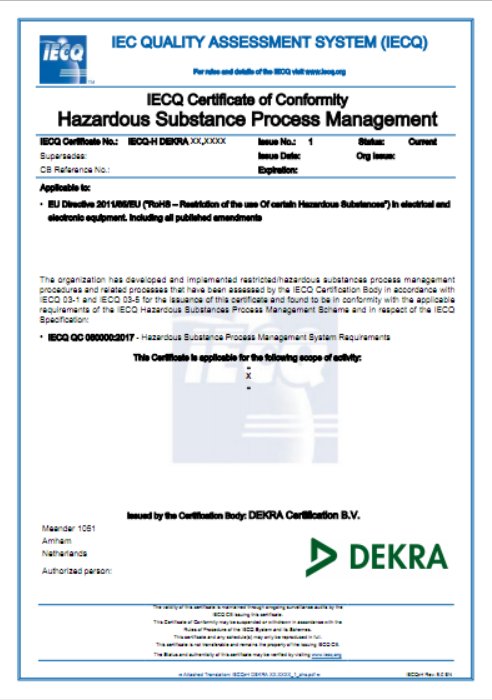 IECQ
TM
IEC QUALITY ASSESSMENT SYSTEM (IECQ)
For rules and details of the IECQ visit www.iecq.org
IECQ Certificate of Conformity
Hazardous Substance Process Management
IECQ Certificate No.: IECQ-H DEKRA XX.XXXX Issue No.: 1 Status: Current
Supersedes: Issue Date: Org Issue:
CB Reference No.: Expiration:
Applicable to:
• EU Directive 2011/65/EU ("RoHS – Restriction of the use Of certain Hazardous Substances") in electrical and
electronic equipment. Including all published amendments
The organization has developed and implemented restricted/hazardous substances process management
procedures and related processes that have been assessed by the IECQ Certification Body in accordance with
IECQ 03-1 and IECQ 03-5 for the issuance of this certificate and found to be in conformity with the applicable
requirements of the IECQ Hazardous Substances Process Management Scheme and in respect of the IECQ
Specification:
• IECQ QC 080000:2017 - Hazardous Substance Process Management System Requirements
This Certificate is applicable for the following scope of activity:
-
X
-
IECQ
Issued by the Certification Body: DEKRA Certification B.V.
Meander 1051
Arnhem
Netherlands
Authorized person:
DEKRA
The validity of this certificate is maintained through ongoing surveillance audits by the
IECQ CB issuing this certificate.
This Certificate of Conformity may be suspended or withdrawn in accordance with the
Rules of Procedure of the IECQ System and its Schemes.
This certificate and any schedule(s) may only be reproduced in full.
This certificate is not transferable and remains the property of the issuing IECQ CB.
The Status and authenticity of this certificate may be verified by visiting www.iecq.org